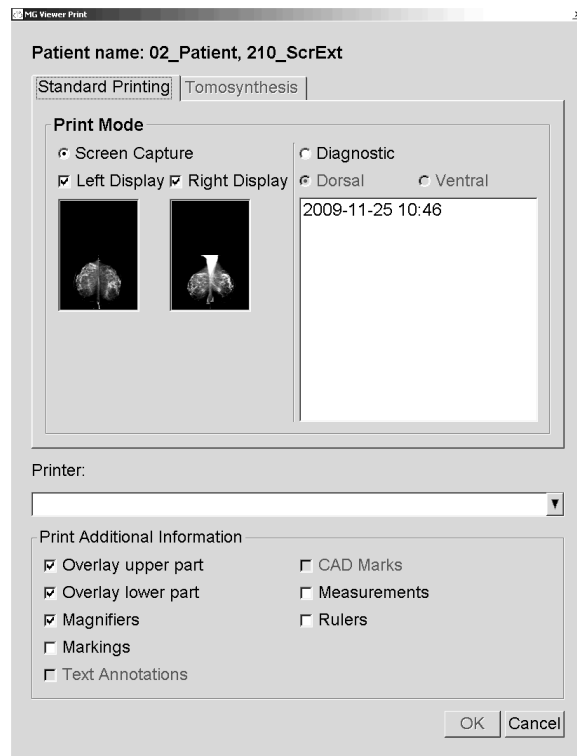 MG Viewer Print
Patient name: 02_Patient, 210_ScrExt
Standard Printing Tomosynthesis
Print Mode
Screen Capture Diagnostic
Left Display Right Display Dorsal Ventral
2009-11-25 10:46
Printer:
Print Additional Information
Overlay upper part CAD Marks
Overlay lower part Measurements
Magnifiers Rulers
Markings
Text Annotations
OK Cancel